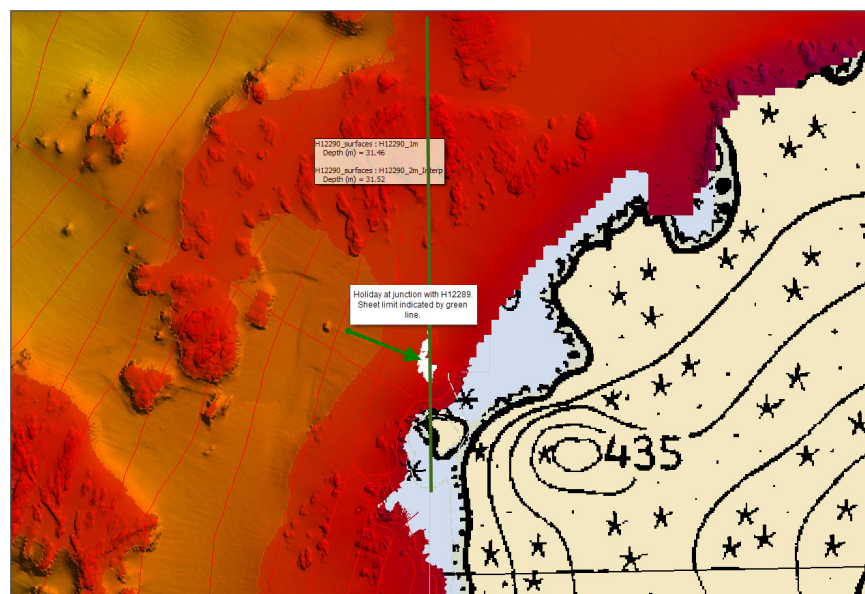 H12290_surfaces : H12290_1m
Depth (m) = 31.46
H12290_surfaces : H12290_2m_Interp
Depth (m) = 31.52
Holiday at junction with H12289.
Sheet limit indicated by green
line.
435